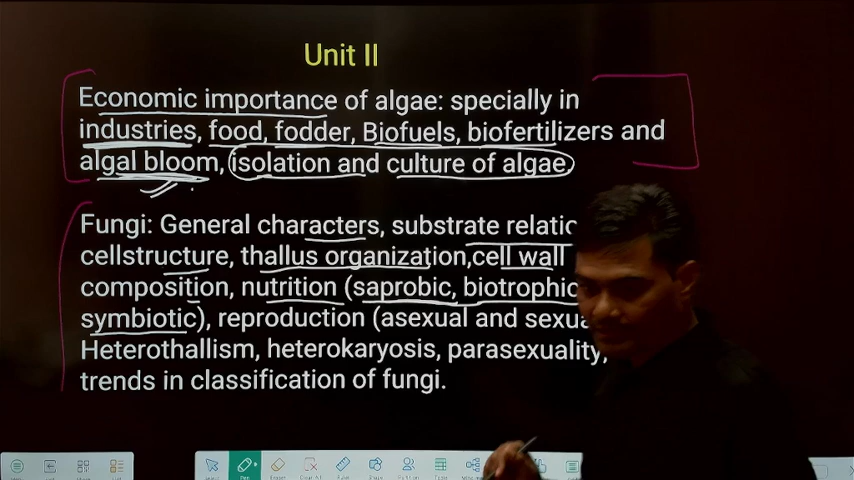 Unit II
Economic importance of algae: specially in
industries, food, fodder, Biofuels, biofertilizers and
algal bloom, isolation and culture of algae.
Fungi: General characters, substrate
cellstructure, thallus organization,cell wall
composition, nutrition (saprobic, biotrophic
symbiotic), reproduction (asexual and
Heterothallism, heterokaryosis, parasexuality,
trends in classification of fungi.
Pen